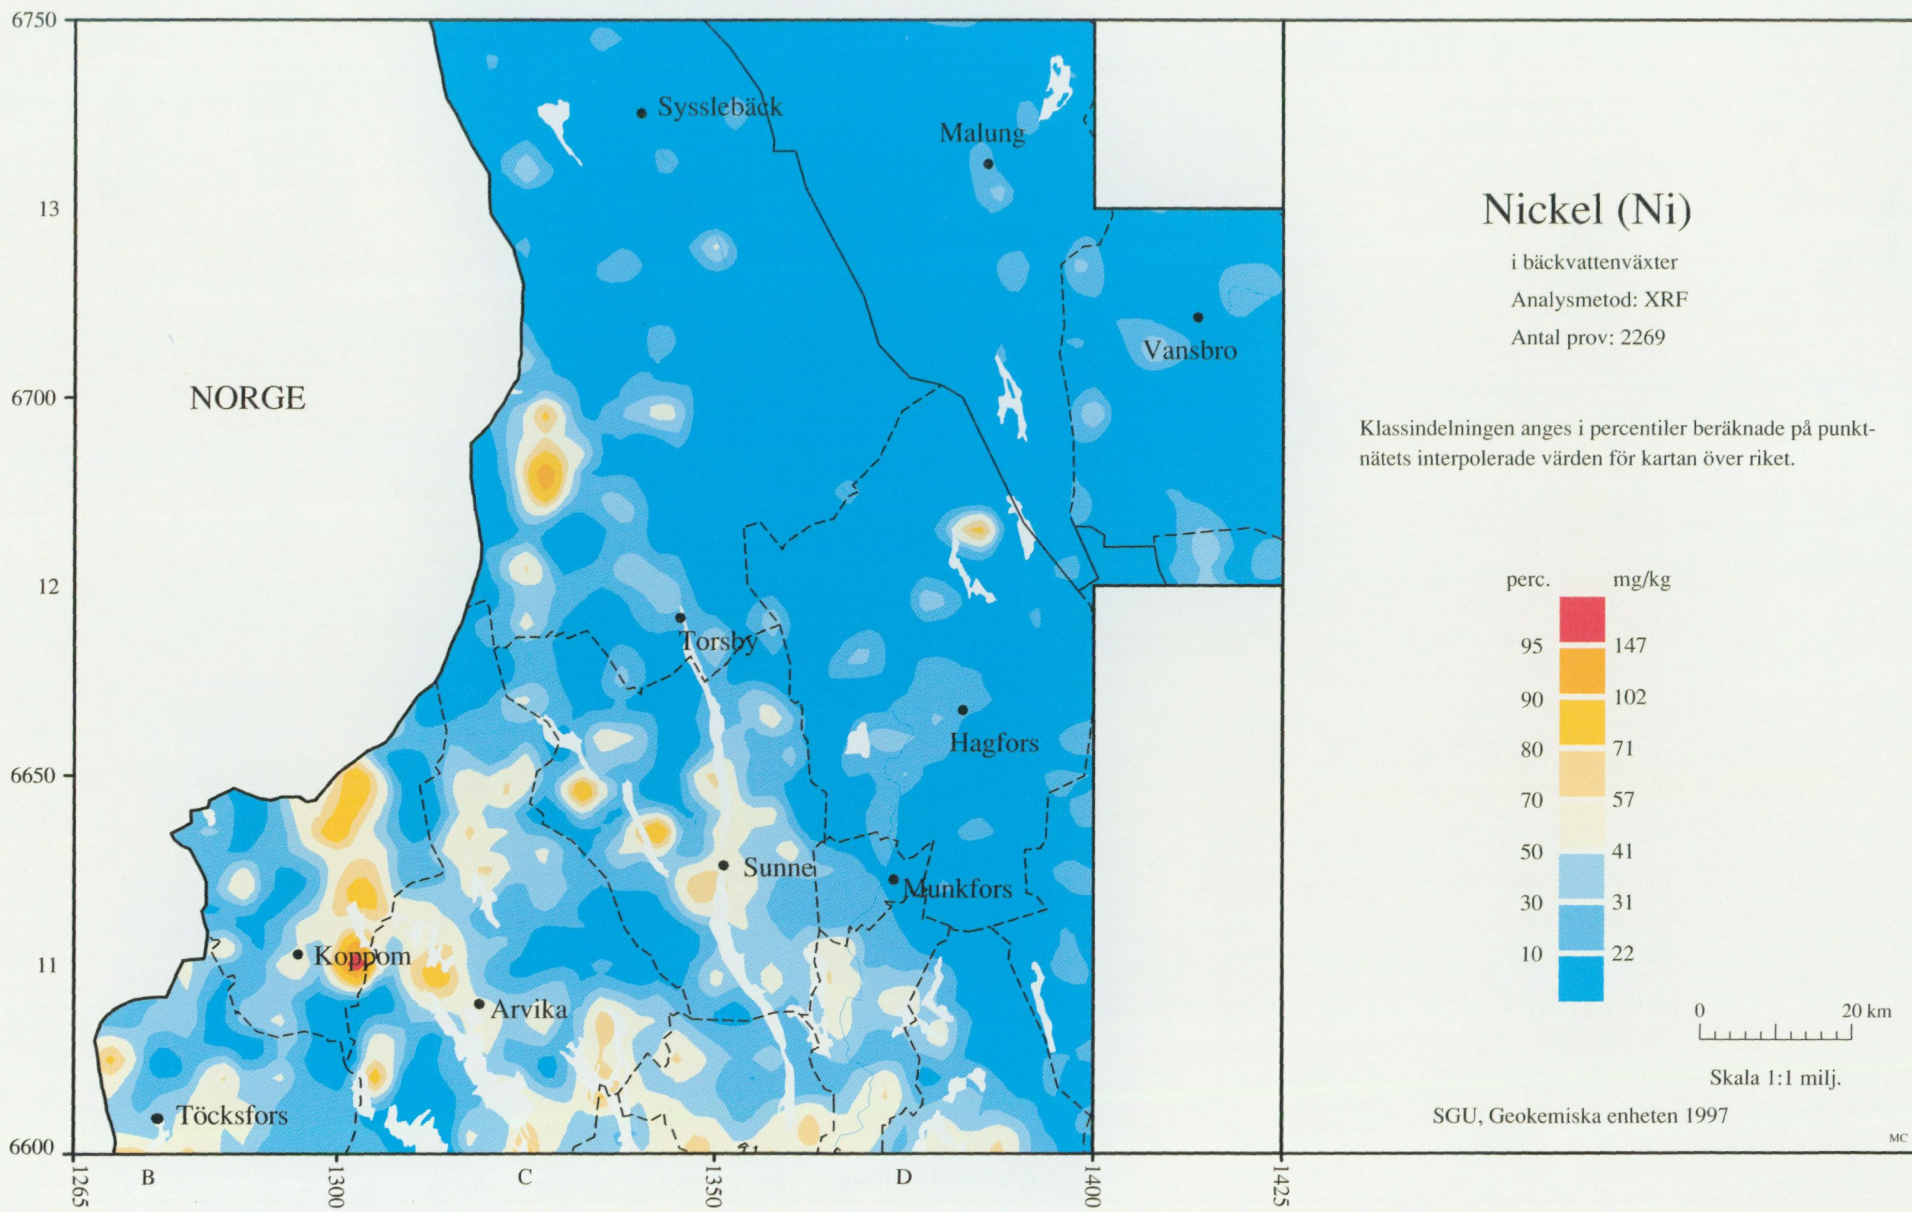 6750
13
6700
12
6650
11
6600
1265
B
1300
C
1350
D
1400
1425
NORGE
Sysslebäck
Malung
Vansbro
Torsby
Hagfors
Sunne
Munkfors
Koppom
Arvika
Töcksfors
Nickel (Ni)
i bäckvattenväxter
Analysmetod: XRF
Antal prov: 2269
Klassindelningen anges i percentiler beräknade på punkt-
nätets interpolerade värden för kartan över riket.
perc. mg/kg
95 147
90 102
80 71
70 57
50 41
30 31
10 22
0 20 km
Skala 1:1 milj.
SGU, Geokemiska enheten 1997
MC